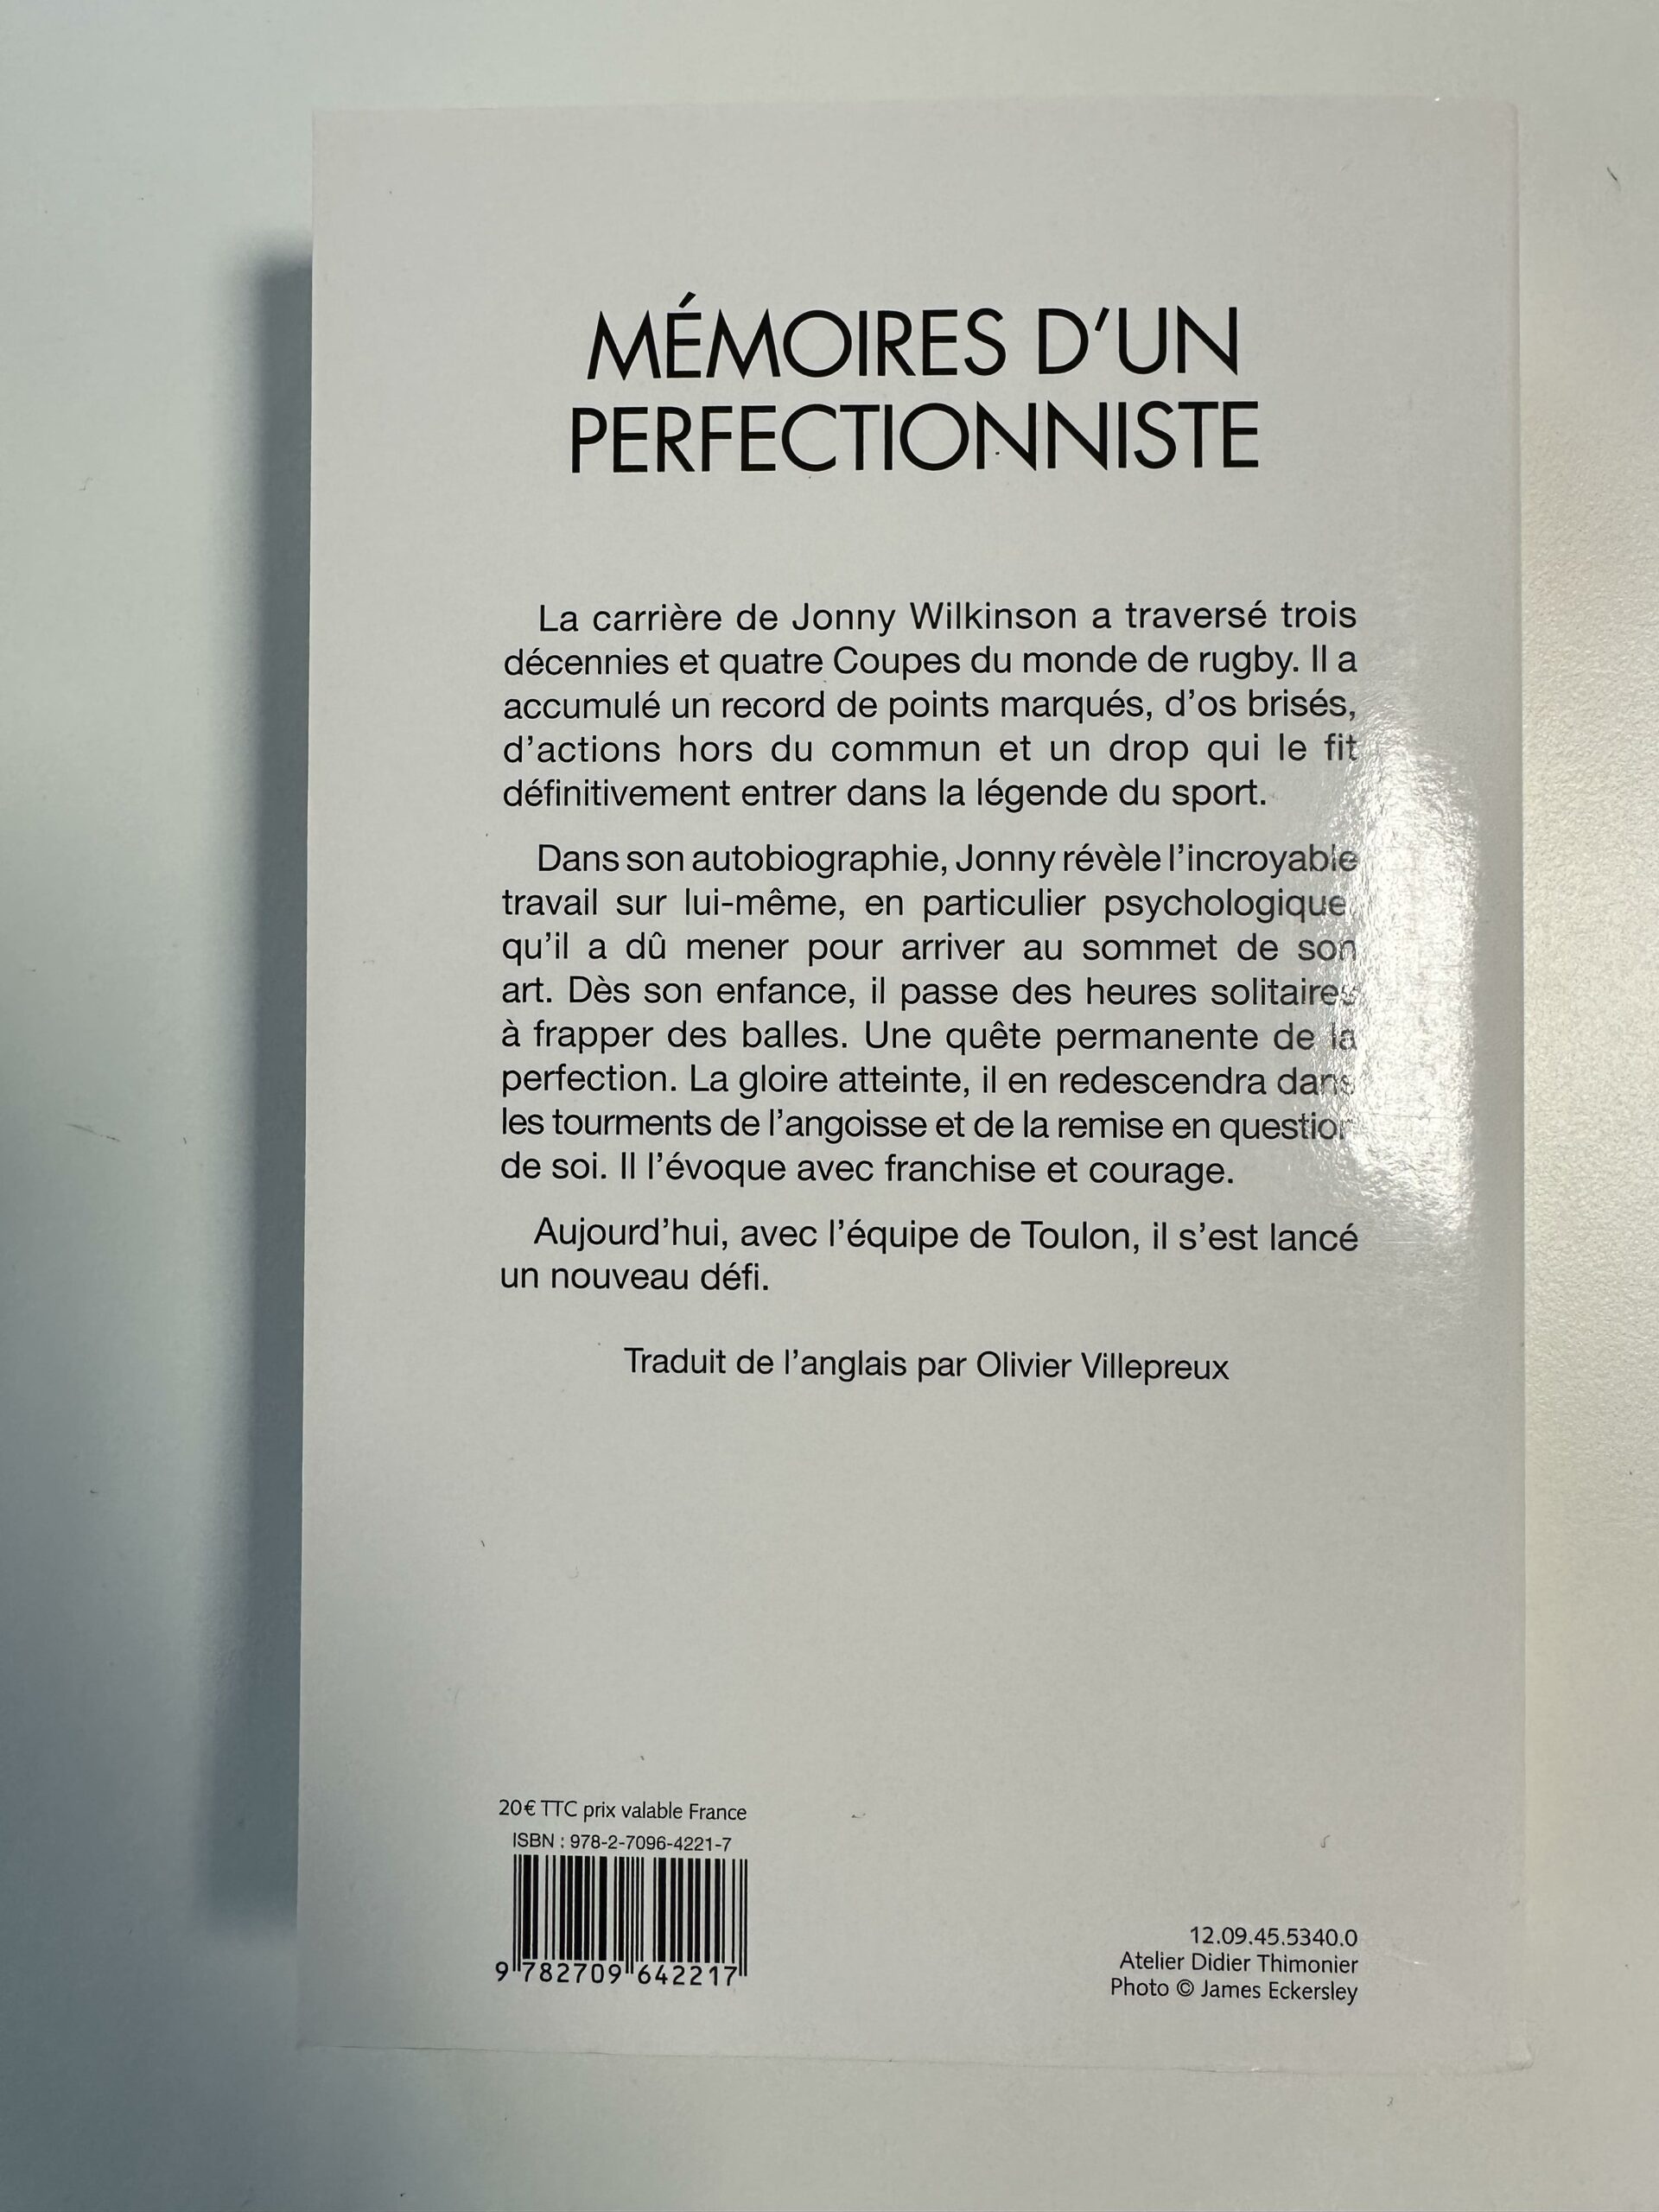 MÉMOIRES D'UN
PERFECTIONNISTE
La carrière de Jonny Wilkinson a traversé trois
décennies et quatre Coupes du monde de rugby. Il a
accumulé un record de points marqués, d'os brisés,
d'actions hors du commun et un drop qui le fit
définitivement entrer dans la légende du sport.
Dans son autobiographie, Jonny révèle l'incroyable
travail sur lui-même, en particulier psychologique,
qu'il a dû mener pour arriver au sommet de son
art. Dès son enfance, il passe des heures solitaires
à frapper des balles. Une quête permanente de la
perfection. La gloire atteinte, il en redescendra dans
les tourments de l'angoisse et de la remise en question
de soi. Il l'évoque avec franchise et courage.
Aujourd'hui, avec l'équipe de Toulon, il s'est lancé
un nouveau défi.
Traduit de l'anglais par Olivier Villepreux
20€ TTC prix valable France
ISBN : 978-2-7096-4221-7
9 782709 642217
12.09.45.5340.0
Atelier Didier Thimonier
Photo © James Eckersley